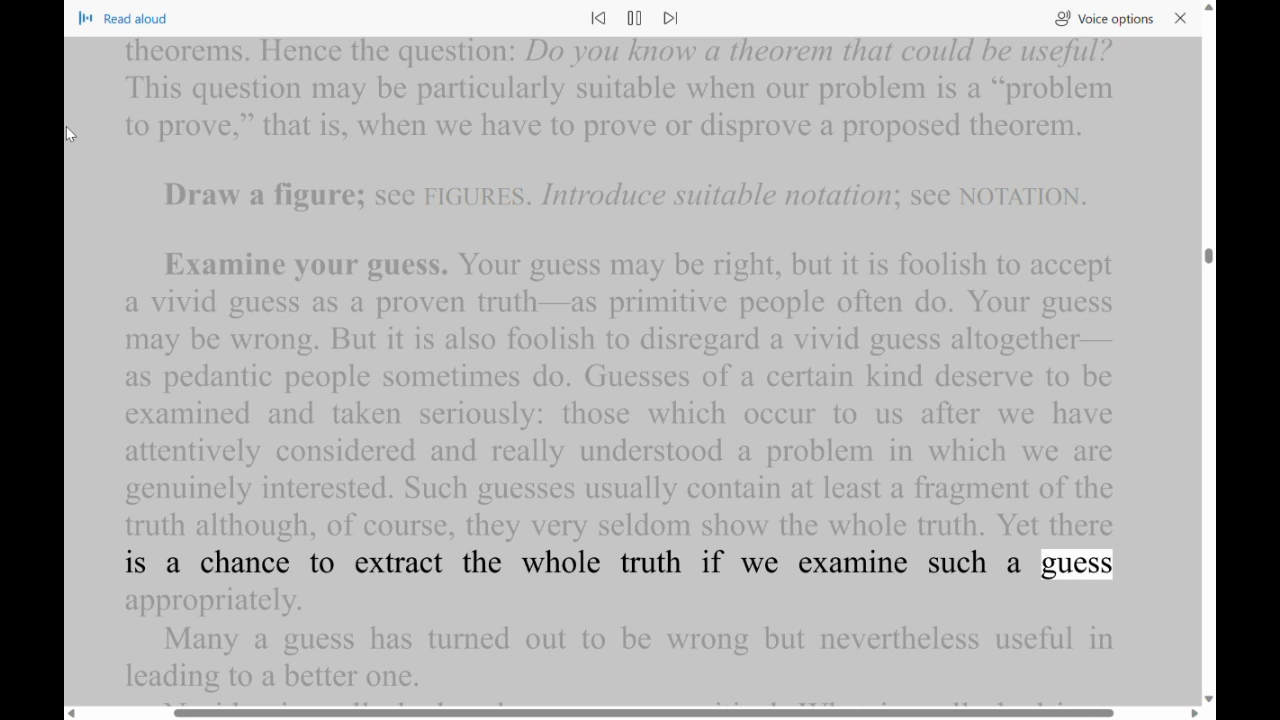 Read aloud
Voice options
theorems. Hence the question: Do you know a theorem that could be useful?
This question may be particularly suitable when our problem is a “problem
to prove,” that is, when we have to prove or disprove a proposed theorem.
Draw a figure; see FIGURES. Introduce suitable notation; see NOTATION.
Examine your guess. Your guess may be right, but it is foolish to accept
a vivid guess as a proven truth—as primitive people often do. Your guess
may be wrong. But it is also foolish to disregard a vivid guess altogether—
as pedantic people sometimes do. Guesses of a certain kind deserve to be
examined and taken seriously: those which occur to us after we have
attentively considered and really understood a problem in which we are
genuinely interested. Such guesses usually contain at least a fragment of the
truth although, of course, they very seldom show the whole truth. Yet there
is a chance to extract the whole truth if we examine such a guess
appropriately.
Many a guess has turned out to be wrong but nevertheless useful in
leading to a better one.